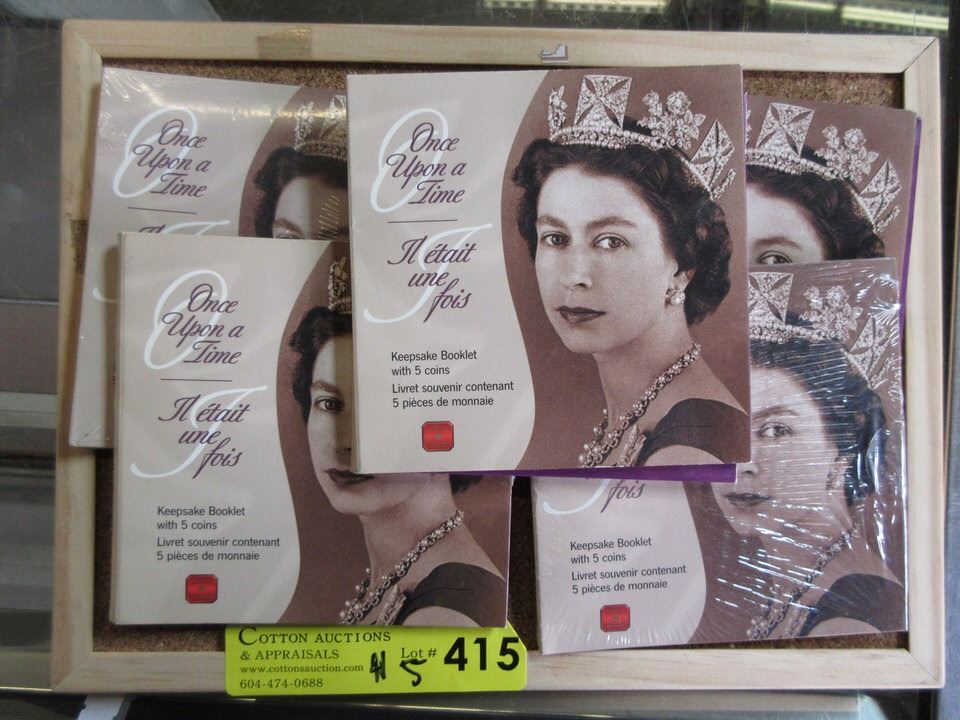 Once
Upon a
Time
Once
Upon a
Time
Il était
une
fois
Keepsake Booklet
with 5 coins
Livret souvenir contenant
5 pièces de monnaie
Once
Upon a
Time
Il était
une
fois
Keepsake Booklet
with 5 coins
Livret souvenir contenant
5 pièces de monnaie
fois
Keepsake Booklet
with 5 coins
Livret souvenir contenant
5 pièces de monnaie
COTTON AUCTIONS
& APPRAISALS
www.cottonsauction.com
604-474-0688
Lot # 415
5